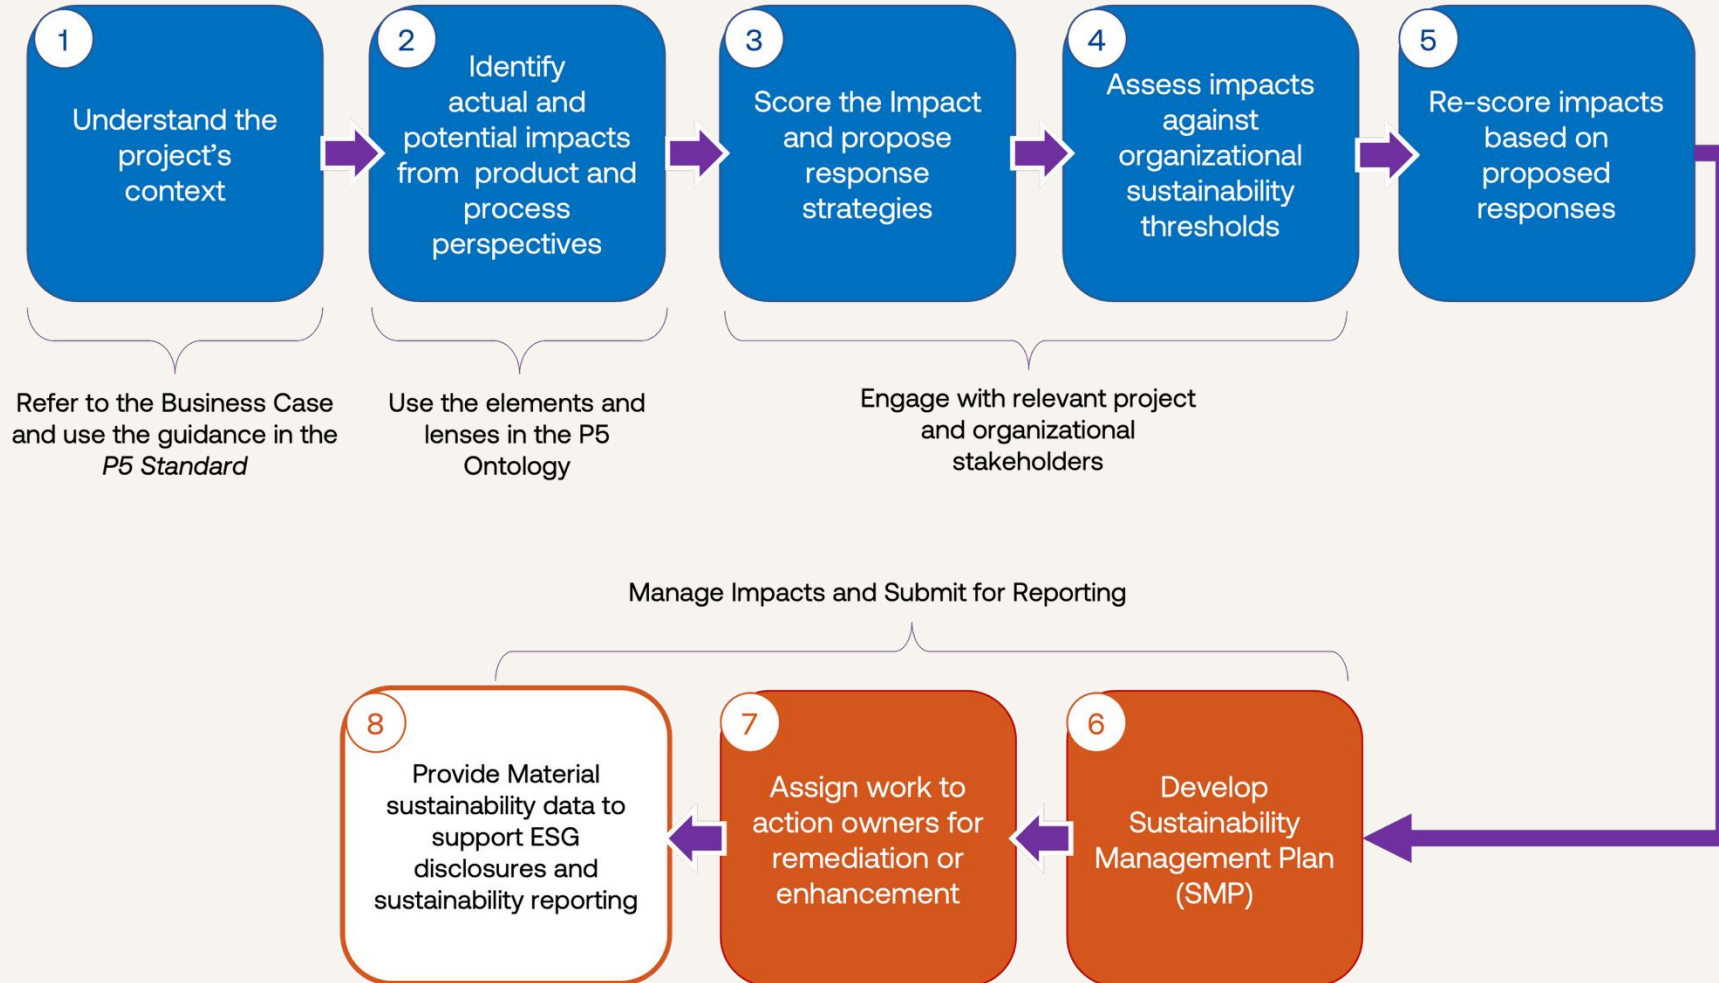 1
Understand the
project's
context
2
Identify
actual and
potential impacts
from product and
process
perspectives
3
Score the Impact
and propose
response
strategies
4
Assess impacts
against
organizational
sustainability
thresholds
5
Re-score impacts
based on
proposed
responses
Refer to the Business Case
and use the guidance in the
P5 Standard
Use the elements and
lenses in the P5
Ontology
Engage with relevant project
and organizational
stakeholders
Manage Impacts and Submit for Reporting
8
Provide Material
sustainability data to
support ESG
disclosures and
sustainability reporting
7
Assign work to
action owners for
remediation or
enhancement
6
Develop
Sustainability
Management Plan
(SMP)